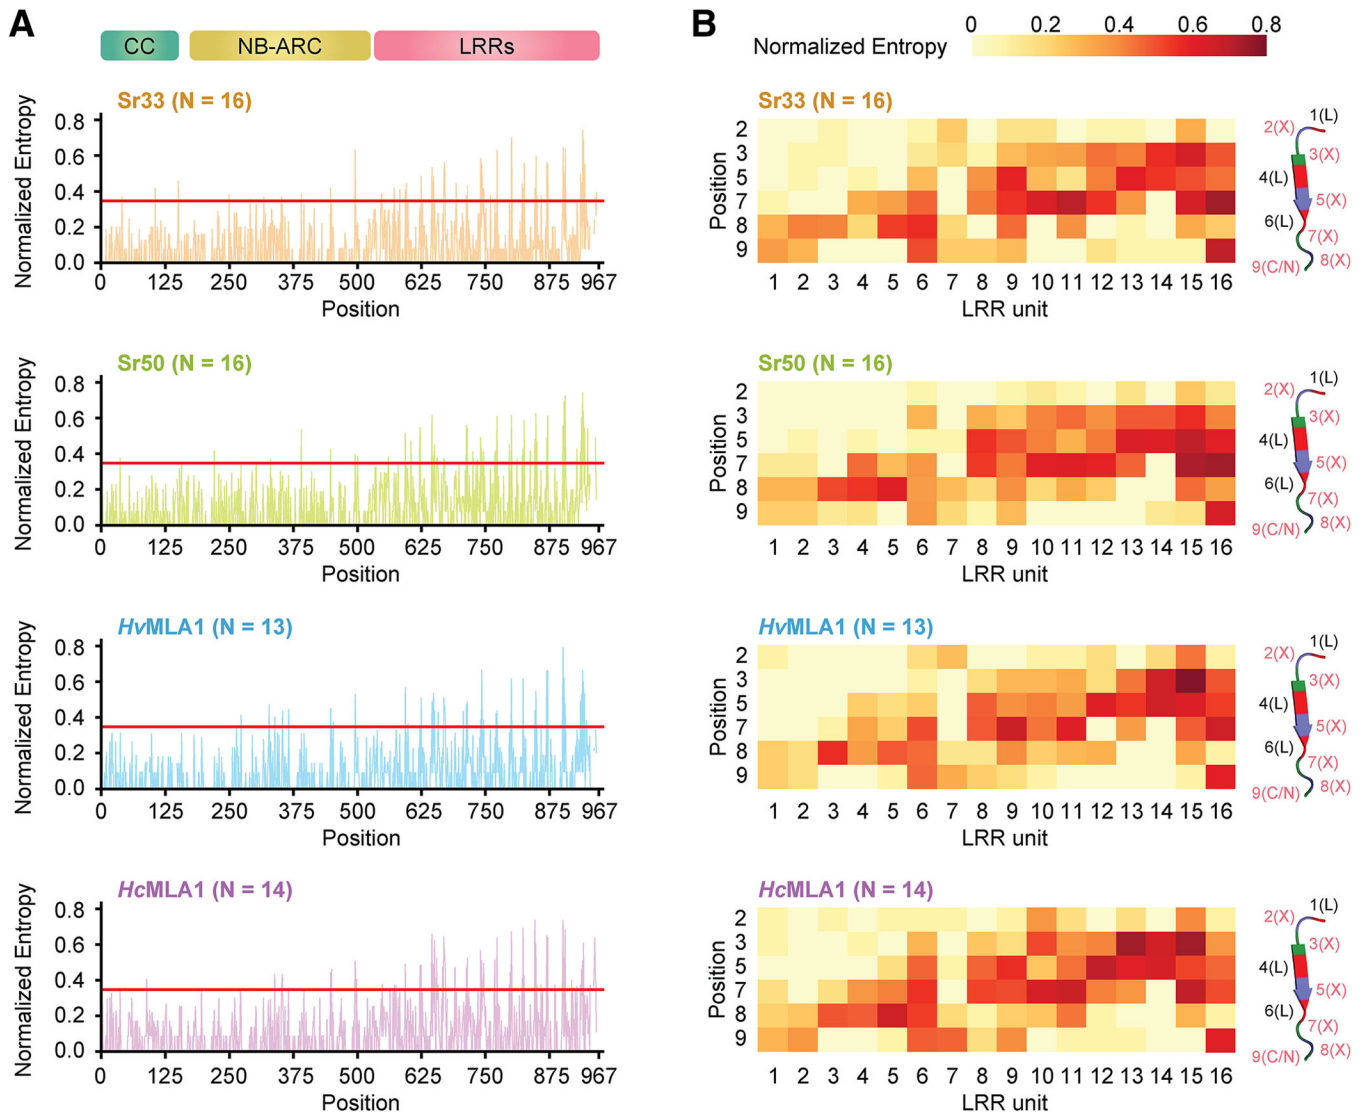 A
CC NB-ARC LRRs
Sr33 (N = 16)
Normalized Entropy
0.8
0.6
0.4
0.2
0.0
0 125 250 375 500 625 750 875 967
Position
Sr50 (N = 16)
Normalized Entropy
0.8
0.6
0.4
0.2
0.0
0 125 250 375 500 625 750 875 967
Position
HvMLA1 (N = 13)
Normalized Entropy
0.8
0.6
0.4
0.2
0.0
0 125 250 375 500 625 750 875 967
Position
HcMLA1 (N = 14)
Normalized Entropy
0.8
0.6
0.4
0.2
0.0
0 125 250 375 500 625 750 875 967
Position
B
Normalized Entropy
0 0.2 0.4 0.6 0.8
Sr33 (N = 16)
Position
2
3
5
7
8
9
1 2 3 4 5 6 7 8 9 10 11 12 13 14 15 16
LRR unit
1(L)
2(X)
3(X)
4(L)
5(X)
6(L)
7(X)
8(X)
9(C/N)
Sr50 (N = 16)
Position
2
3
5
7
8
9
1 2 3 4 5 6 7 8 9 10 11 12 13 14 15 16
LRR unit
1(L)
2(X)
3(X)
4(L)
5(X)
6(L)
7(X)
8(X)
9(C/N)
HvMLA1 (N = 13)
Position
2
3
5
7
8
9
1 2 3 4 5 6 7 8 9 10 11 12 13 14 15 16
LRR unit
1(L)
2(X)
3(X)
4(L)
5(X)
6(L)
7(X)
8(X)
9(C/N)
HcMLA1 (N = 14)
Position
2
3
5
7
8
9
1 2 3 4 5 6 7 8 9 10 11 12 13 14 15 16
LRR unit
1(L)
2(X)
3(X)
4(L)
5(X)
6(L)
7(X)
8(X)
9(C/N)